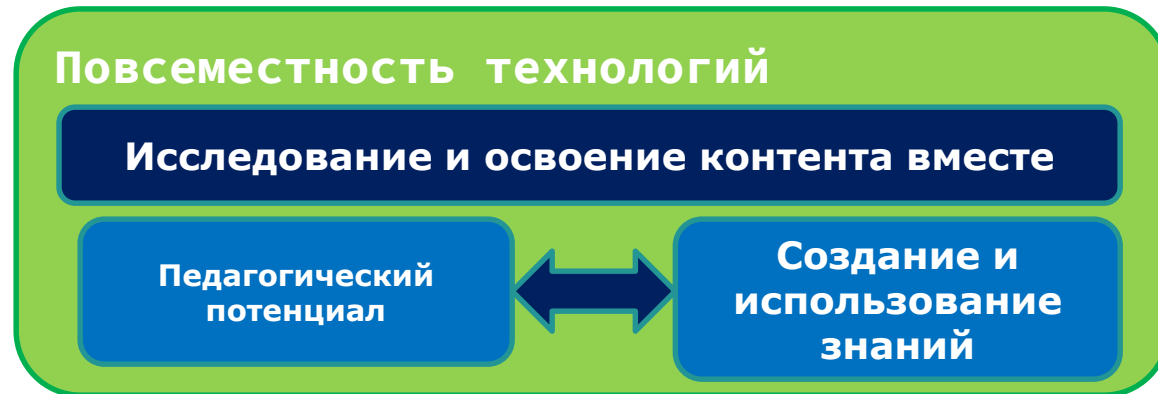 Повсеместность технологий
Исследование и освоение контента вместе
Педагогический
потенциал
Создание и
использование
знаний